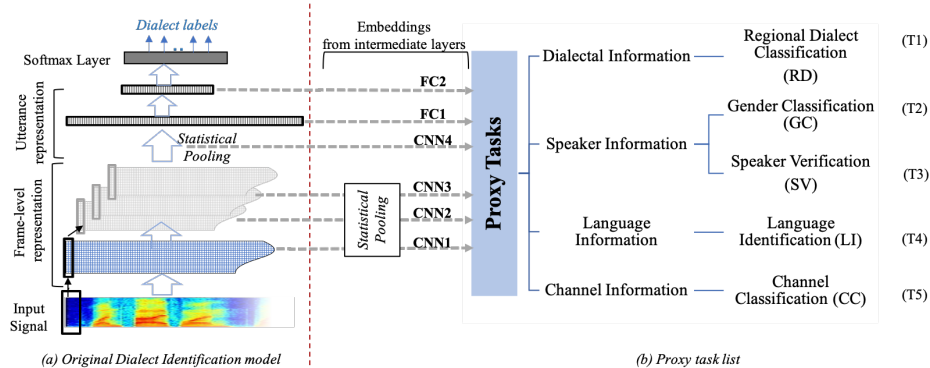 Dialect labels
Softmax Layer
Utterance
representation
Statistical
Pooling
Frame-level
representation
Input
Signal
(a) Original Dialect Identification model
Embeddings
from intermediate layers
FC2
FC1
CNN4
CNN3
CNN2
CNN1
Statistical
Pooling
Proxy Tasks
Dialectal Information
Regional Dialect
Classification
(RD)
(T1)
Speaker Information
Gender Classification
(GC)
(T2)
Speaker Verification
(SV)
(T3)
Language
Information
Language
Identification (LI)
(T4)
Channel Information
Channel
Classification (CC)
(T5)
(b) Proxy task list